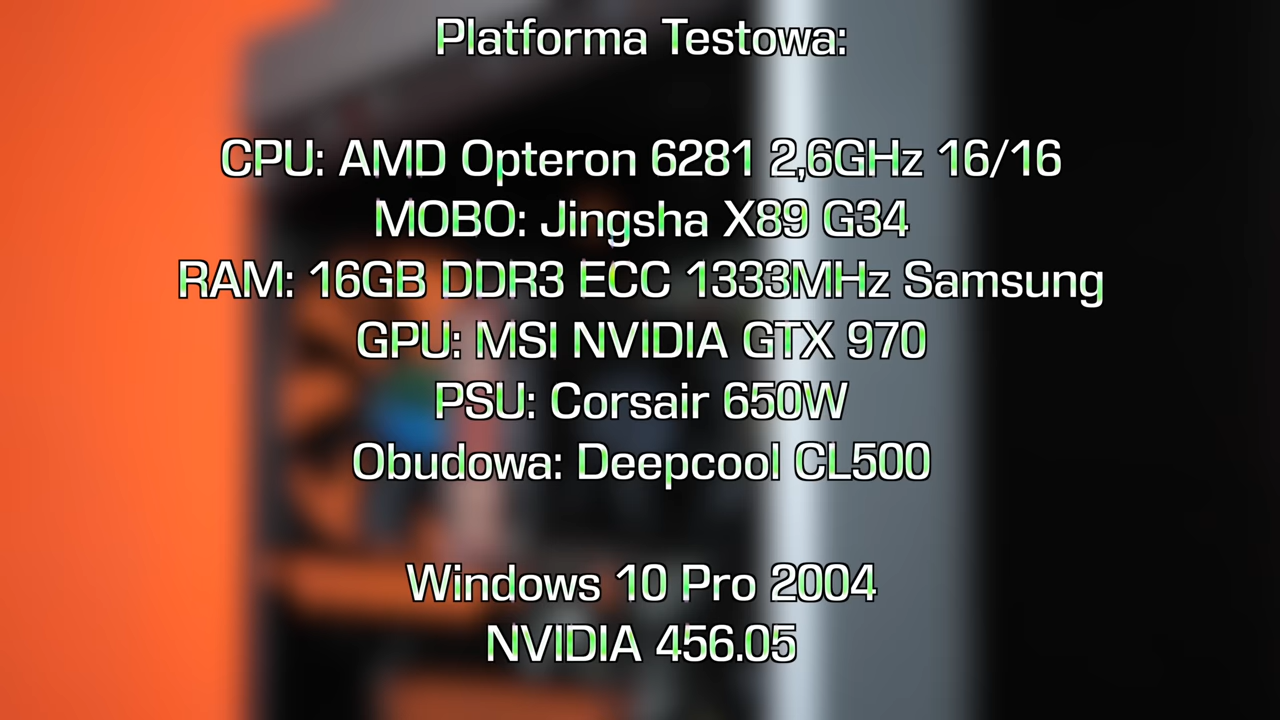 Platforma Testowa:
CPU: AMD Opteron 6281 2,6GHz 16/16
MOBO: Jingsha X89 G34
RAM: 16GB DDR3 ECC 1333MHz Samsung
GPU: MSI NVIDIA GTX 970
PSU: Corsair 650W
Obudowa: Deepcool CL500
Windows 10 Pro 2004
NVIDIA 456.05